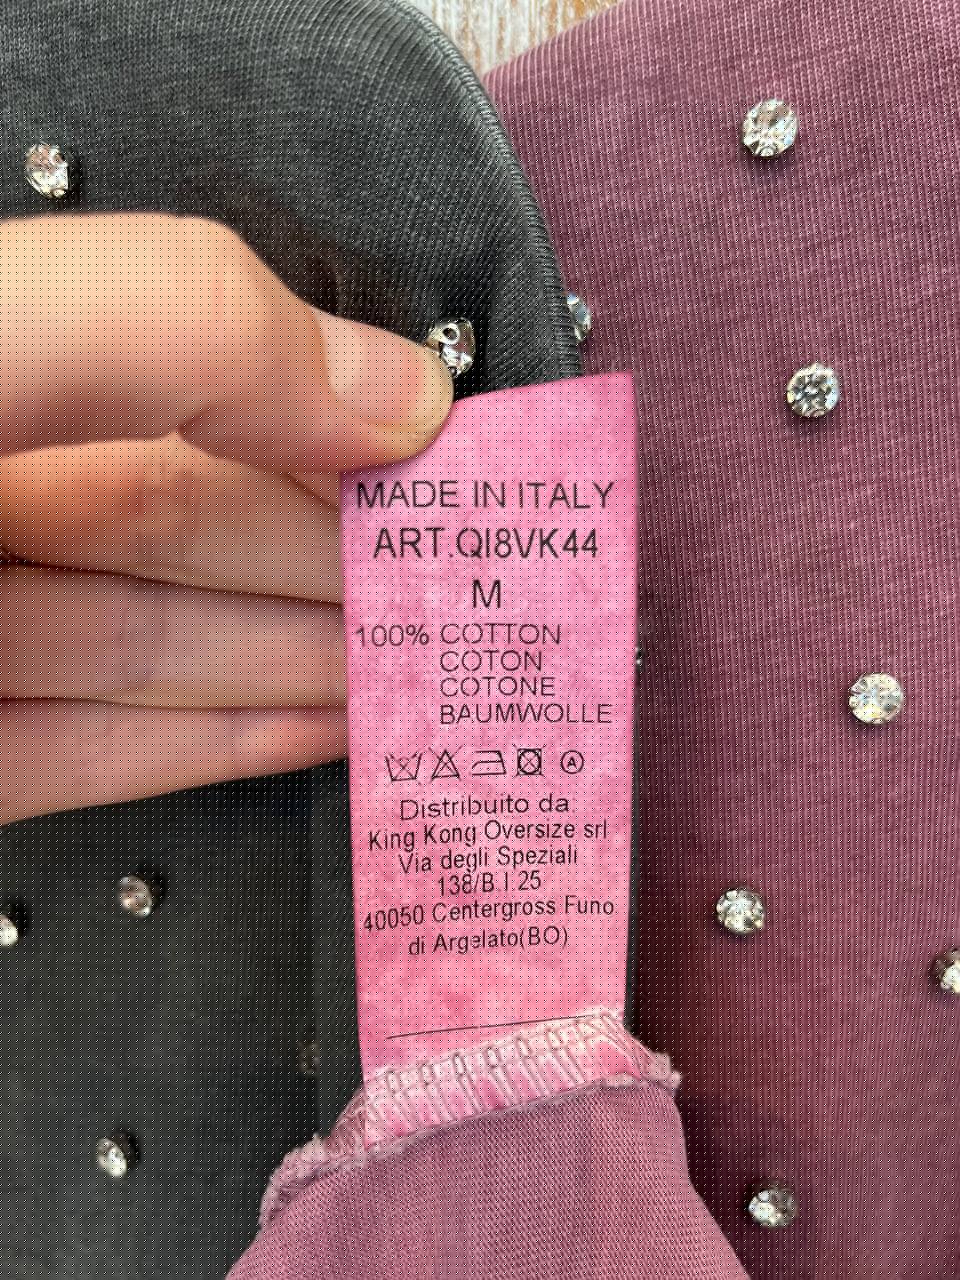 MADE IN ITALY
ART.QI8VK44
M
100% COTTON
COTON
COTONE
BAUMWOLLE
A
Distribuito da:
King Kong Oversize srl
Via degli Speziali
138/B.I.25
40050 Centergross Funo
di Argelato(BO)